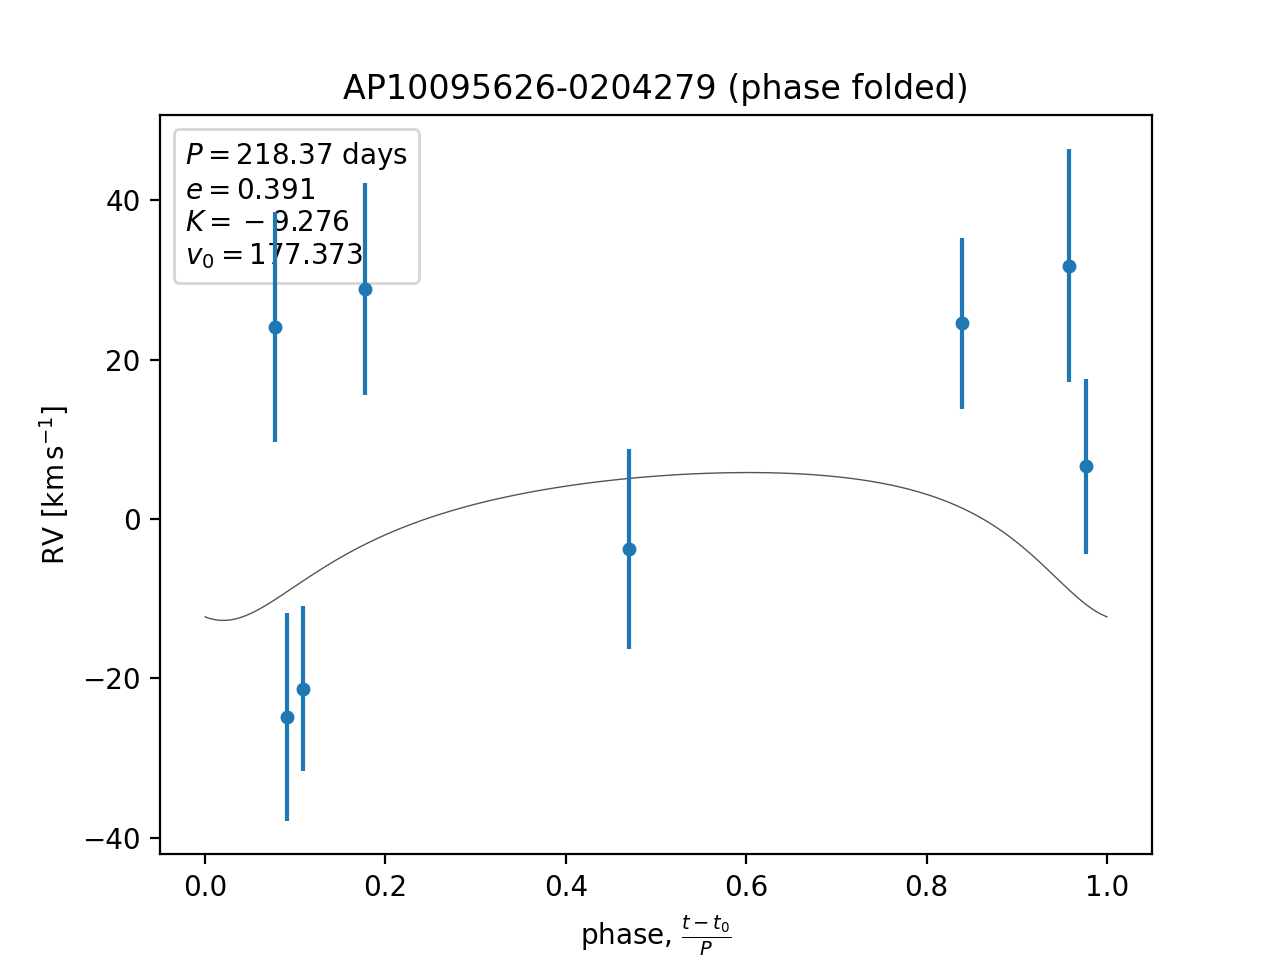 AP10095626-0204279 (phase folded)
P = 218.37 days
e = 0.391
K = −9.276
v₀ = 177.373
40
20
0
−20
−40
RV [km s⁻¹]
0.0 0.2 0.4 0.6 0.8 1.0
phase, (t − t₀)/P